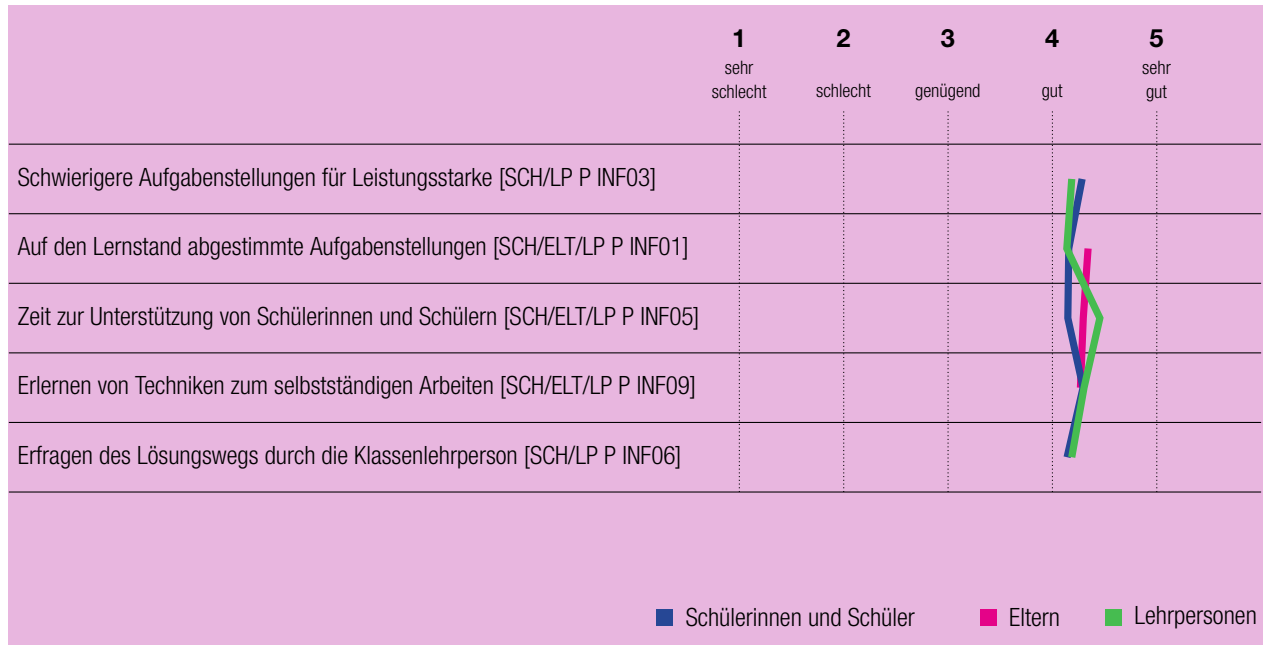 1 2 3 4 5
sehr sehr
schlecht schlecht genügend gut gut
Schwierigere Aufgabenstellungen für Leistungsstarke [SCH/LP P INF03]
Auf den Lernstand abgestimmte Aufgabenstellungen [SCH/ELT/LP P INF01]
Zeit zur Unterstützung von Schülerinnen und Schülern [SCH/ELT/LP P INF05]
Erlernen von Techniken zum selbstständigen Arbeiten [SCH/ELT/LP P INF09]
Erfragen des Lösungswegs durch die Klassenlehrperson [SCH/LP P INF06]
Schülerinnen und Schüler Eltern Lehrpersonen